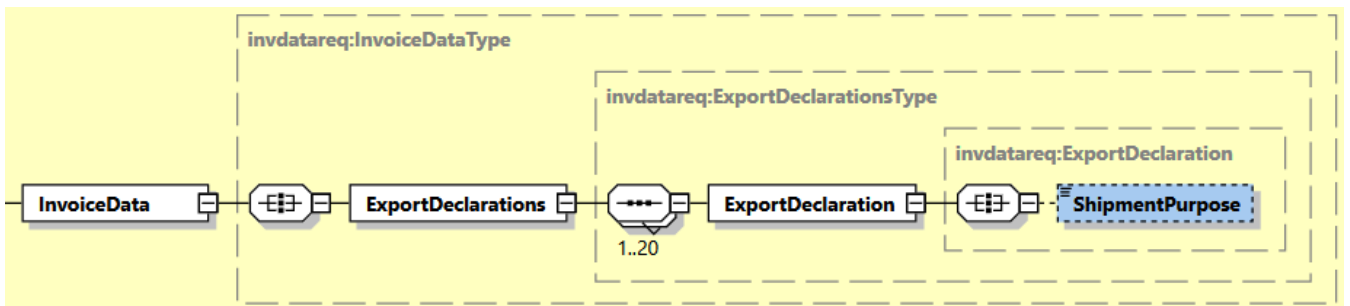 invdatareq:InvoiceDataType
invdatareq:ExportDeclarationsType
invdatareq:ExportDeclaration
InvoiceData
ExportDeclarations
ExportDeclaration
ShipmentPurpose
1..20